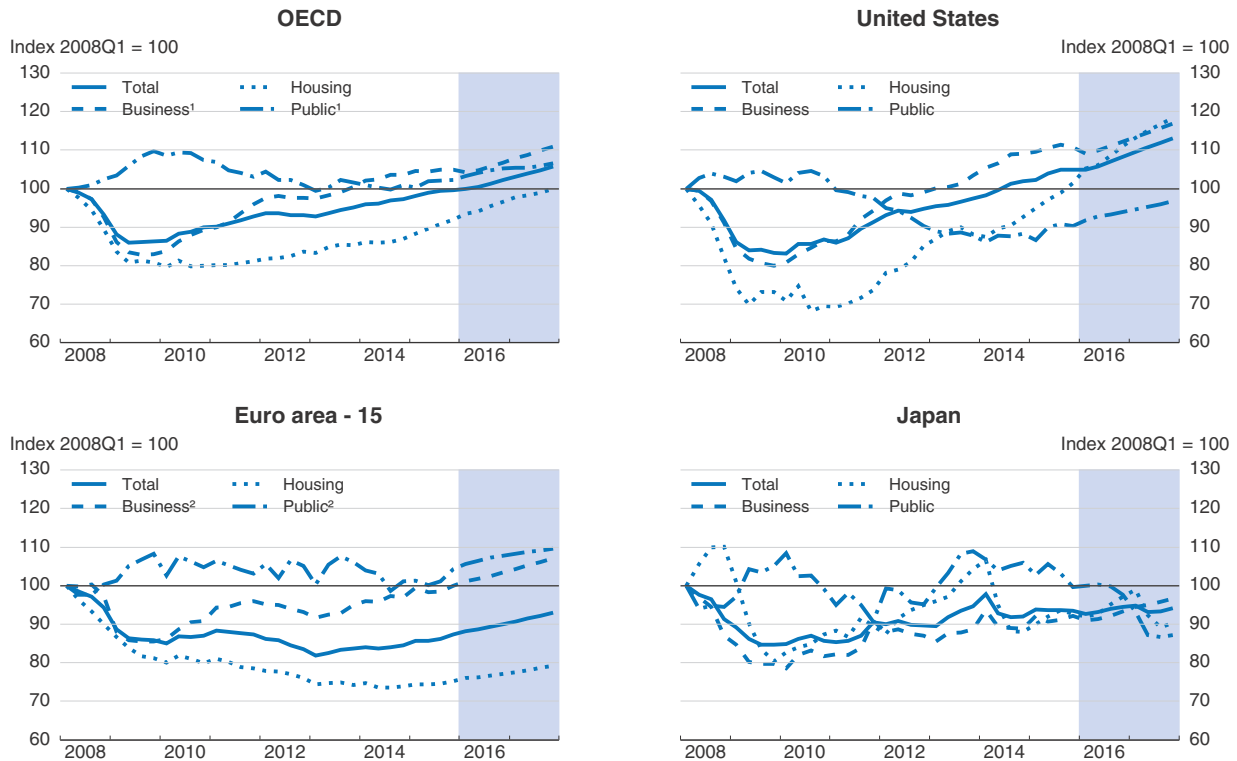 OECD
Index 2008Q1 = 100
130
120
110
100
90
80
70
60
Total
Housing
Business¹
Public¹
2008 2010 2012 2014 2016
United States
Index 2008Q1 = 100
130
120
110
100
90
80
70
60
Total
Housing
Business
Public
2008 2010 2012 2014 2016
Euro area - 15
Index 2008Q1 = 100
130
120
110
100
90
80
70
60
Total
Housing
Business²
Public²
2008 2010 2012 2014 2016
Japan
Index 2008Q1 = 100
130
120
110
100
90
80
70
60
Total
Housing
Business
Public
2008 2010 2012 2014 2016